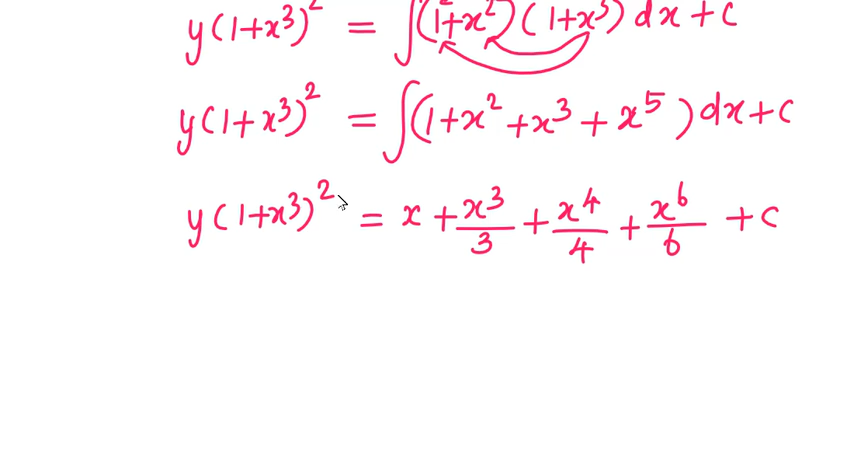 y(1+x³)² = ∫(1+x²)(1+x³)dx+c
y(1+x³)² = ∫(1+x²+x³+x⁵)dx+c
y(1+x³)² = x + x³/3 + x⁴/4 + x⁶/6 + c